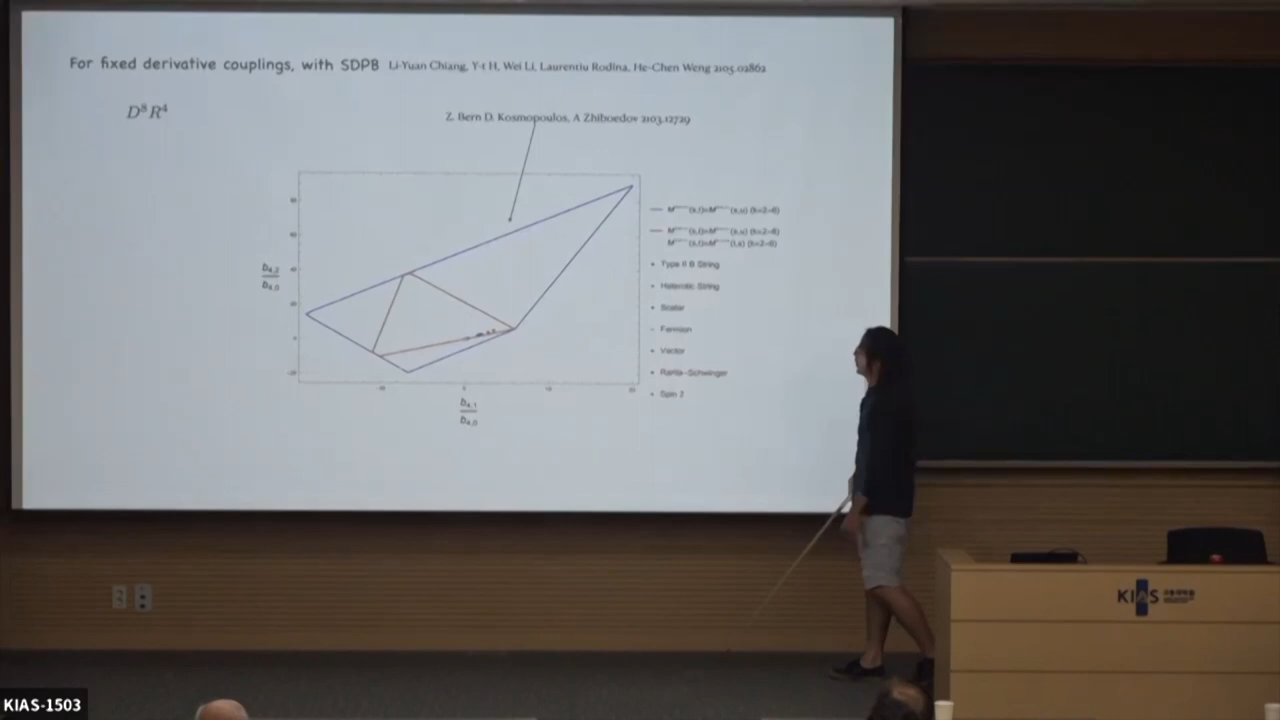 For fixed derivative couplings, with SDPB Li-Yuan Chiang, Y-t H, Wei Li, Laurentiu Rodina, He-Chen Weng 2105.02862
D⁸R⁴
Z. Bern D. Kosmopoulos, A Zhiboedov 2103.12729
b₄,₂
b₄,₀
Type II B String
Heterotic String
Scalar
Fermion
Vector
Rarita-Schwinger
Spin 2
b₄,₁
b₄,₀
KIAS
KIAS-1503